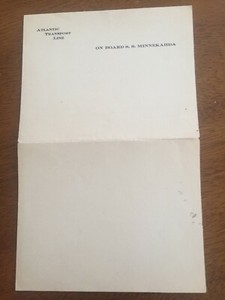 ATLANTIC
TRANSPORT
LINE
ON BOARD S. S. MINNEKAHDA